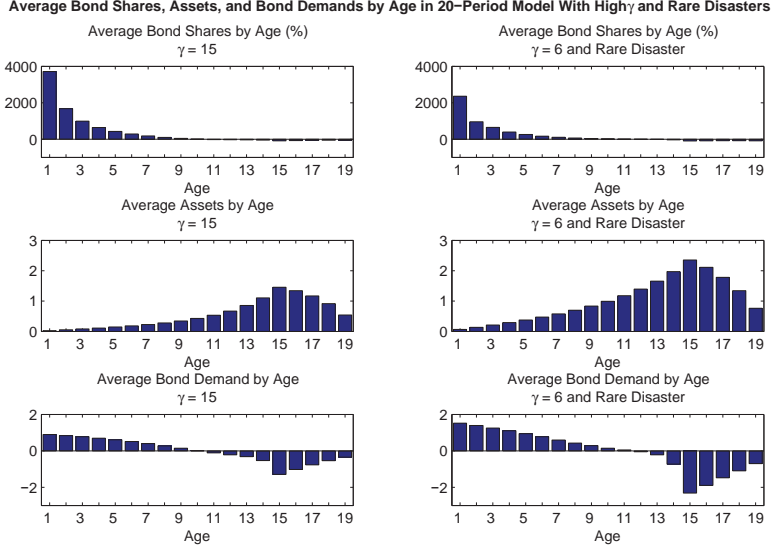 Average Bond Shares, Assets, and Bond Demands by Age in 20−Period Model With Highγ and Rare Disasters
Average Bond Shares by Age (%)
γ = 15
4000
2000
0
1 3 5 7 9 11 13 15 17 19
Age
Average Bond Shares by Age (%)
γ = 6 and Rare Disaster
4000
2000
0
1 3 5 7 9 11 13 15 17 19
Age
Average Assets by Age
γ = 15
3
2
1
0
1 3 5 7 9 11 13 15 17 19
Age
Average Assets by Age
γ = 6 and Rare Disaster
3
2
1
0
1 3 5 7 9 11 13 15 17 19
Age
Average Bond Demand by Age
γ = 15
2
0
−2
1 3 5 7 9 11 13 15 17 19
Age
Average Bond Demand by Age
γ = 6 and Rare Disaster
2
0
−2
1 3 5 7 9 11 13 15 17 19
Age